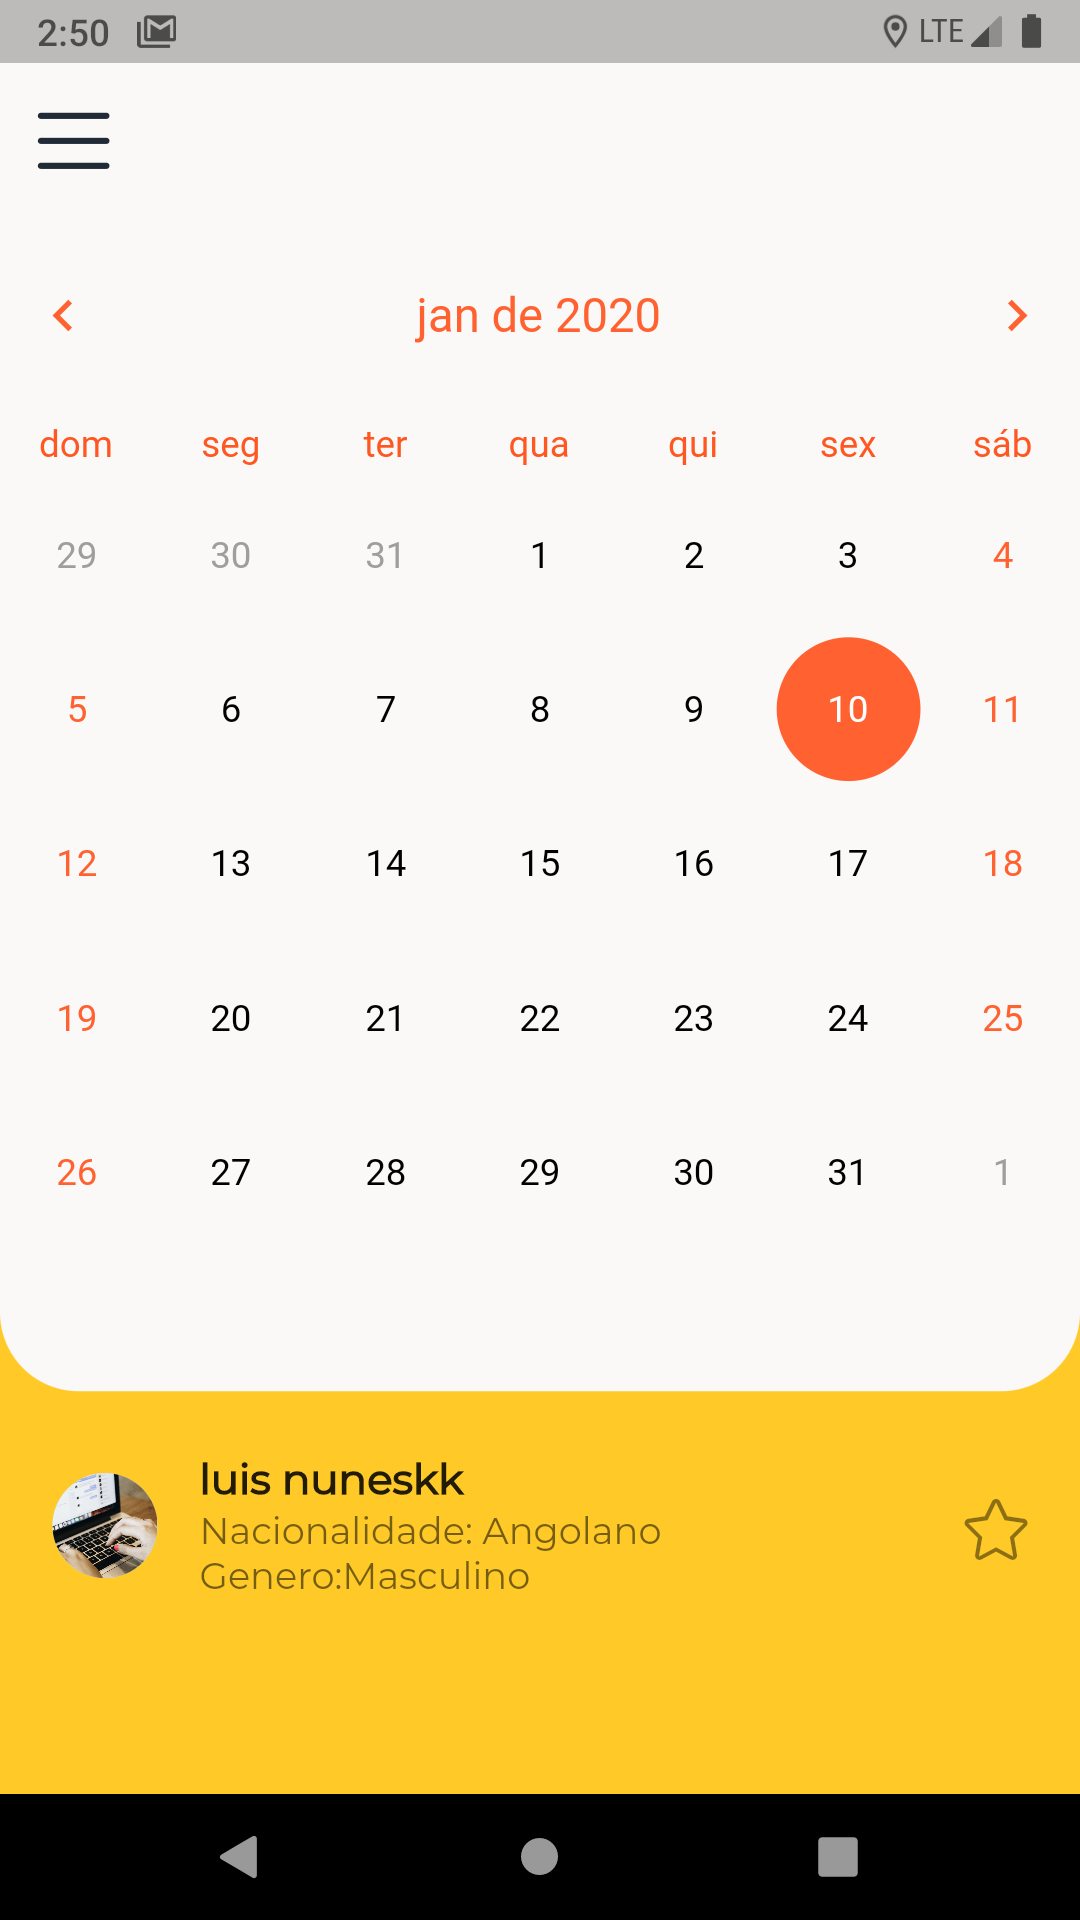 2:50 LTE
jan de 2020
dom seg ter qua qui sex sáb
29 30 31 1 2 3 4
5 6 7 8 9 10 11
12 13 14 15 16 17 18
19 20 21 22 23 24 25
26 27 28 29 30 31 1
luis nuneskk
Nacionalidade: Angolano
Genero:Masculino